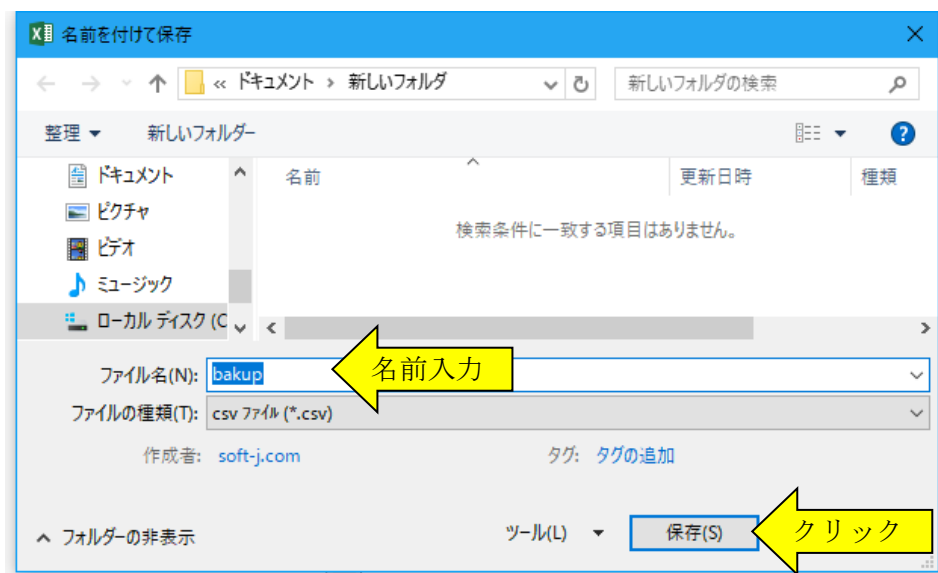 名前を付けて保存
« ドキュメント › 新しいフォルダ 新しいフォルダの検索
整理 新しいフォルダー
ドキュメント
ピクチャ
ビデオ
ミュージック
ローカル ディスク (C
名前 更新日時 種類
検索条件に一致する項目はありません。
ファイル名(N): bakup 名前入力
ファイルの種類(T): csv ファイル (*.csv)
作成者: soft-j.com タグ: タグの追加
フォルダーの非表示 ツール(L) 保存(S) クリック